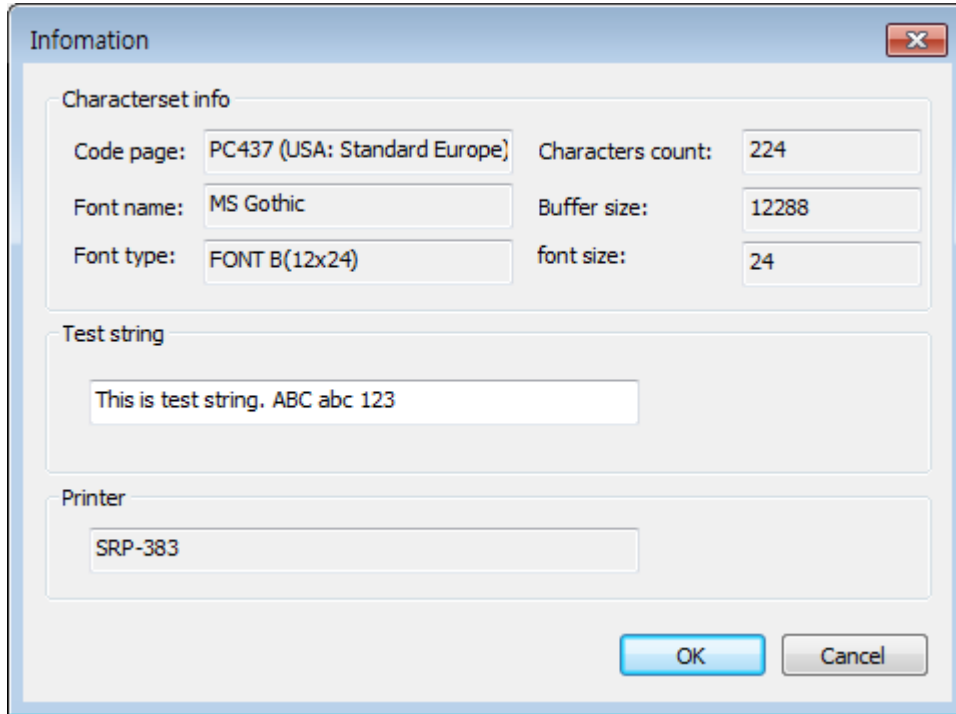 Infomation
Characterset info
Code page: PC437 (USA: Standard Europe) Characters count: 224
Font name: MS Gothic Buffer size: 12288
Font type: FONT B(12x24) font size: 24
Test string
This is test string. ABC abc 123
Printer
SRP-383
OK Cancel